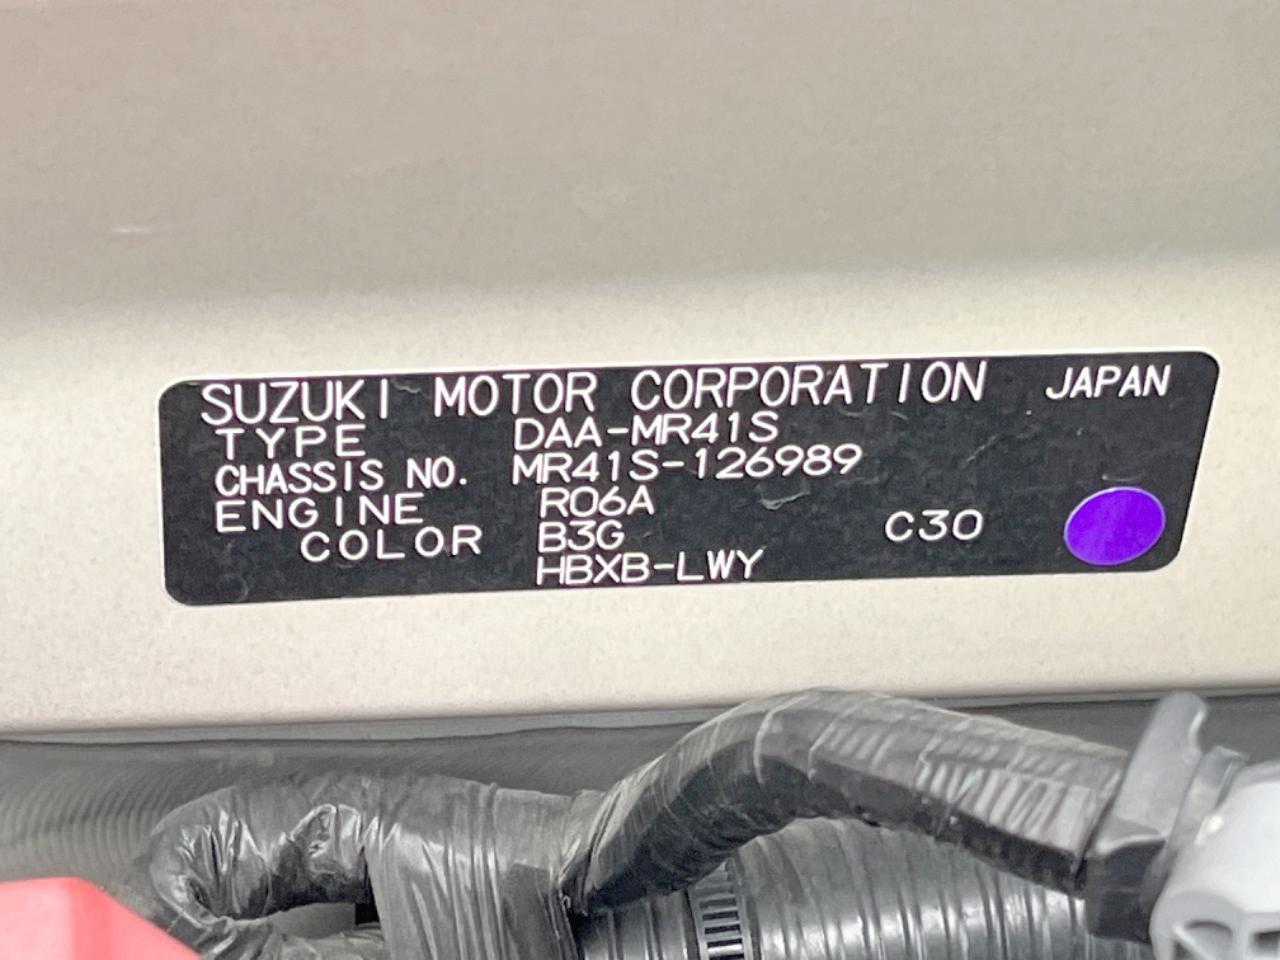 SUZUKI MOTOR CORPORATION JAPAN
TYPE DAA-MR41S
CHASSIS NO. MR41S-126989
ENGINE R06A
COLOR B3G C30
HBXB-LWY